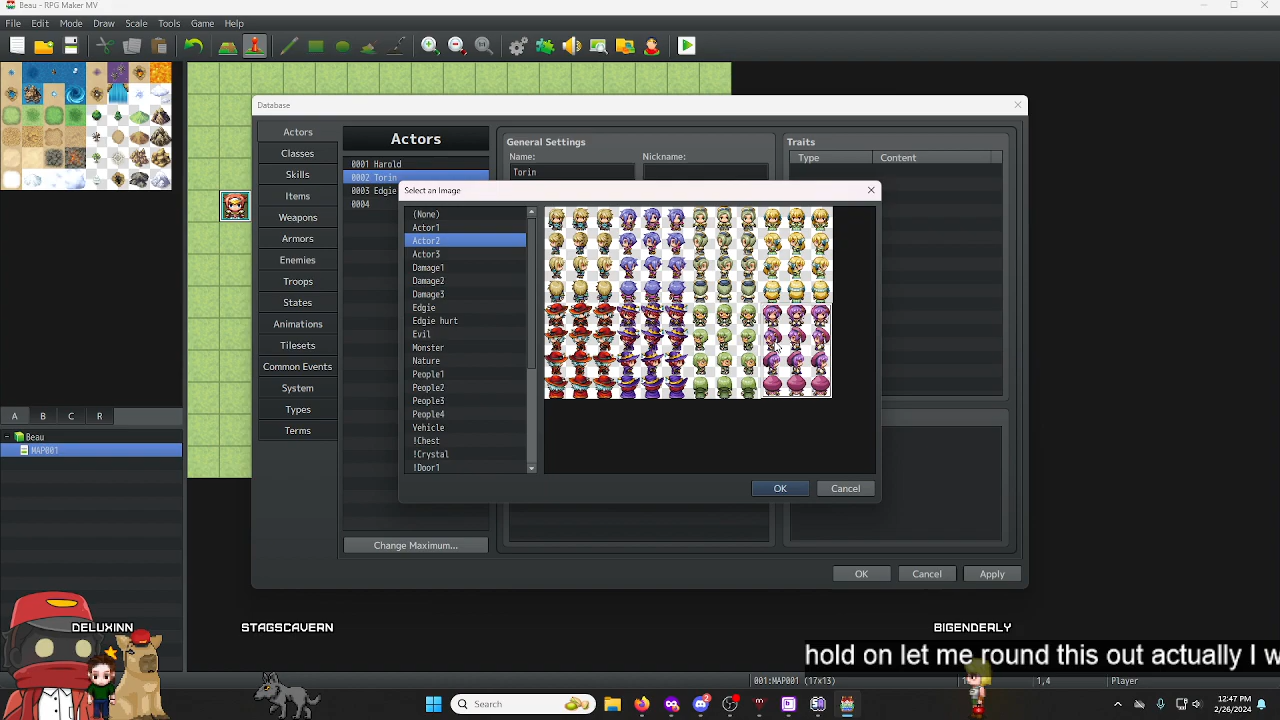 Beau - RPG Maker MV
File Edit Mode Draw Scale Tools Game Help
Database
Actors
Classes
Skills
Items
Weapons
Armors
Enemies
Troops
States
Animations
Tilesets
Common Events
System
Types
Terms
Actors
0001 Harold
0002 Torin
0003 Edgie
0004
Change Maximum...
General Settings
Name:
Nickname:
Torin
Traits
Type
Content
Select an Image
(None)
Actor1
Actor2
Actor3
Damage1
Damage2
Damage3
Edgie
Edgie hurt
Evil
Monster
Nature
People1
People2
People3
People4
Vehicle
!Chest
!Crystal
!Door1
OK
Cancel
OK
Cancel
Apply
A B C R
Beau
MAP001
DELUXINN
STAGSCAVERN
BIGENDERLY
hold on let me round this out actually I w
001:MAP001 (17x13)
1,4
Player
Search
2
12:47 PM
2/26/2024